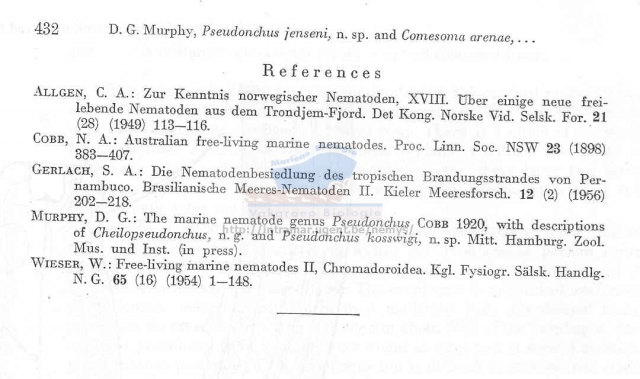 432 D. G. Murphy, Pseudonchus jenseni, n. sp. and Comesoma arenae, . . .
References
ALLGEN, C. A.: Zur Kenntnis norwegischer Nematoden, XVIII. Über einige neue frei-
lebende Nematoden aus dem Trondjem-Fjord. Det Kong. Norske Vid. Selsk. For. 21
(28) (1949) 113—116.
COBB, N. A.: Australian free-living marine nematodes. Proc. Linn. Soc. NSW 23 (1898)
383—407.
GERLACH, S. A.: Die Nematodenbesiedlung des tropischen Brandungsstrandes von Per-
nambuco. Brasilianische Meeres-Nematoden II. Kieler Meeresforsch. 12 (2) (1956)
202—218.
MURPHY, D. G.: The marine nematode genus Pseudolonchus COBB 1920, with descriptions
http://intramar.ugent.be/nemys/
of Cheilopseudonchus, n. g. and Pseudonchus kosswigi, n. sp. Mitt. Hamburg. Zool.
Mus. und Inst. (in press).
WIESER, W.: Free-living marine nematodes II, Chromadoroidea. Kgl. Fysiogr. Sälsk. Handlg.
N. G. 65 (16) (1954) 1—148.